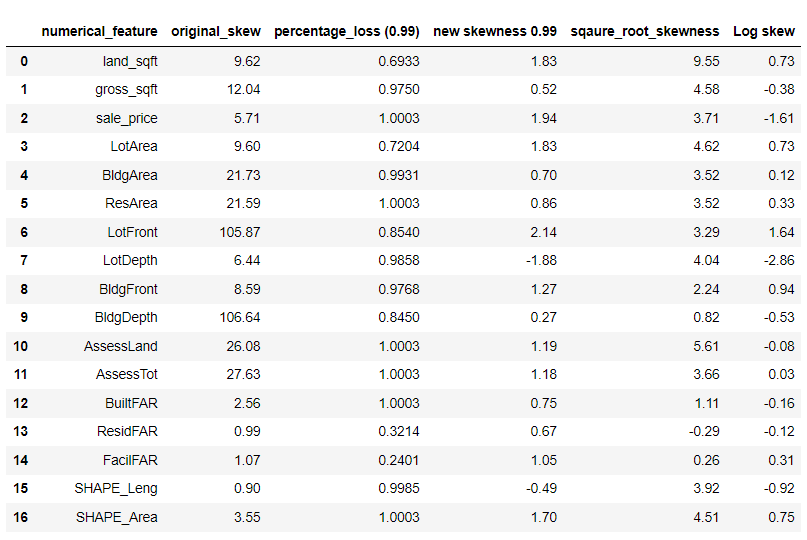 numerical_feature original_skew percentage_loss (0.99) new skewness 0.99 sqaure_root_skewness Log skew
0 land_sqft 9.62 0.6933 1.83 9.55 0.73
1 gross_sqft 12.04 0.9750 0.52 4.58 -0.38
2 sale_price 5.71 1.0003 1.94 3.71 -1.61
3 LotArea 9.60 0.7204 1.83 4.62 0.73
4 BldgArea 21.73 0.9931 0.70 3.52 0.12
5 ResArea 21.59 1.0003 0.86 3.52 0.33
6 LotFront 105.87 0.8540 2.14 3.29 1.64
7 LotDepth 6.44 0.9858 -1.88 4.04 -2.86
8 BldgFront 8.59 0.9768 1.27 2.24 0.94
9 BldgDepth 106.64 0.8450 0.27 0.82 -0.53
10 AssessLand 26.08 1.0003 1.19 5.61 -0.08
11 AssessTot 27.63 1.0003 1.18 3.66 0.03
12 BuiltFAR 2.56 1.0003 0.75 1.11 -0.16
13 ResidFAR 0.99 0.3214 0.67 -0.29 -0.12
14 FacilFAR 1.07 0.2401 1.05 0.26 0.31
15 SHAPE_Leng 0.90 0.9985 -0.49 3.92 -0.92
16 SHAPE_Area 3.55 1.0003 1.70 4.51 0.75